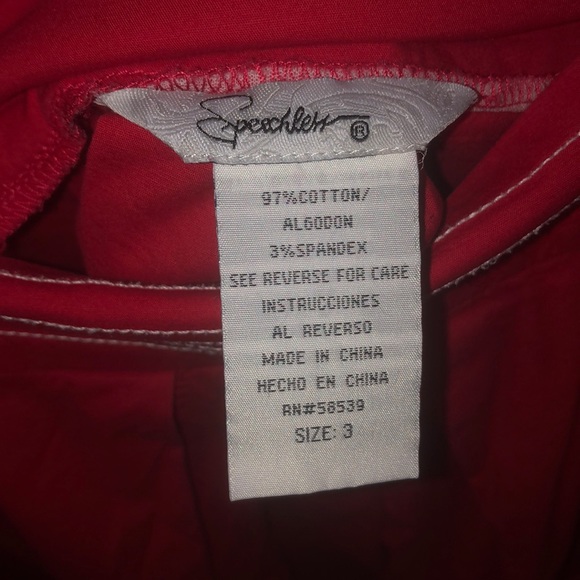 Speechless ®
97%COTTON/
ALGODON
3%SPANDEX
SEE REVERSE FOR CARE
INSTRUCCIONES
AL REVERSO
MADE IN CHINA
HECHO EN CHINA
RN#58539
SIZE: 3